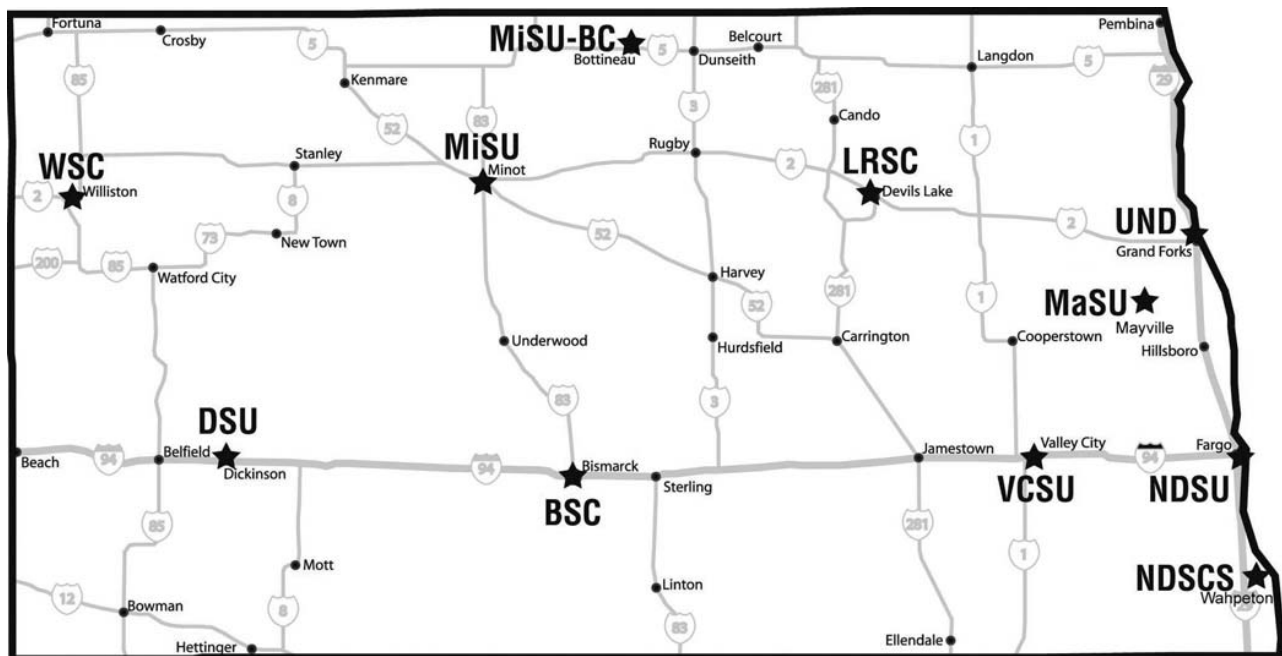 Fortuna
Crosby
5
MiSU-BC
Bottineau
5
Belcourt
Dunseith
Langdon
5
Pembina
29
85
Kenmare
83
3
281
Cando
52
1
WSC
Williston
2
Stanley
8
MiSU
Minot
Rugby
2
LRSC
Devils Lake
2
UND
Grand Forks
73
New Town
52
200
85
Watford City
Harvey
281
1
52
MaSU
Mayville
Underwood
Hurdsfield
Carrington
Cooperstown
Hillsboro
83
3
DSU
Beach
94
Belfield
Dickinson
94
Bismarck
BSC
Sterling
Jamestown
Valley City
VCSU
94
Fargo
NDSU
85
281
1
Mott
Linton
NDSCS
Wahpeton
29
12
Bowman
8
Hettinger
83
Ellendale